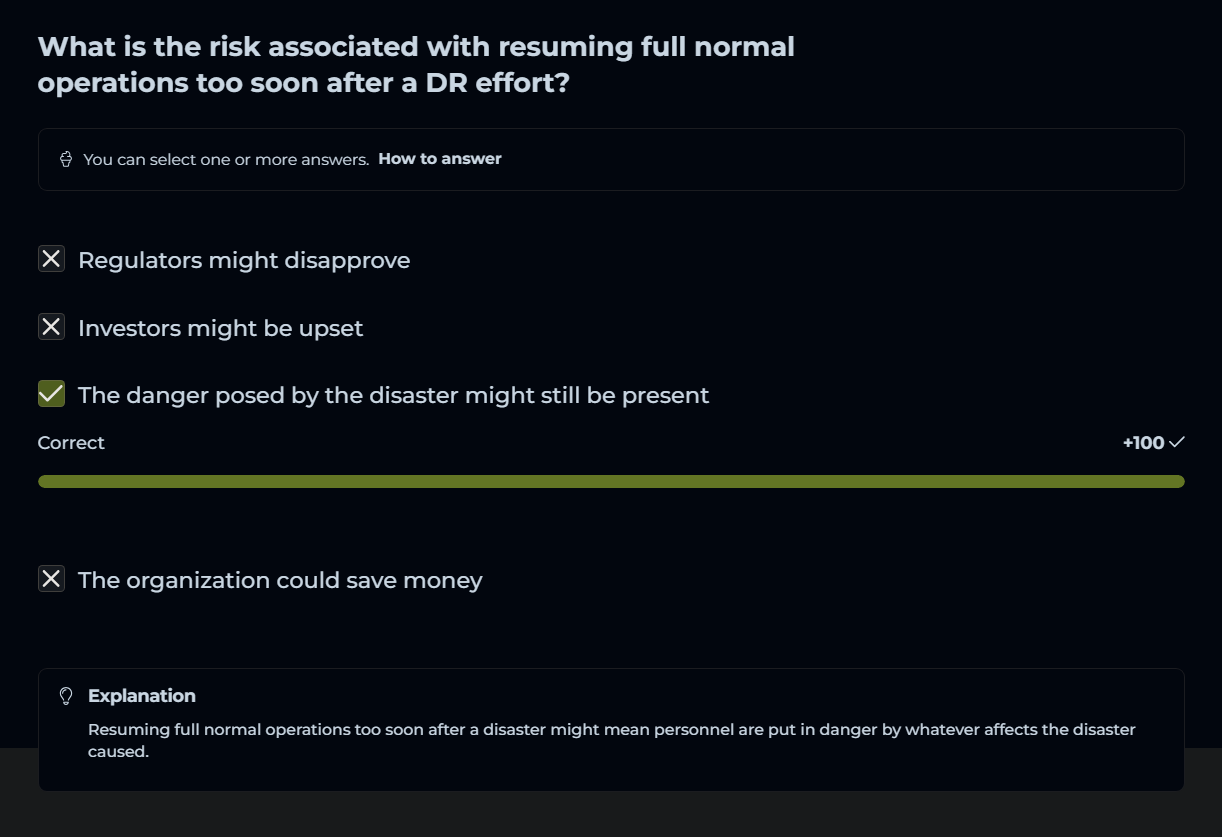 What is the risk associated with resuming full normal
operations too soon after a DR effort?
You can select one or more answers. How to answer
Regulators might disapprove
Investors might be upset
The danger posed by the disaster might still be present
Correct +100
The organization could save money
Explanation
Resuming full normal operations too soon after a disaster might mean personnel are put in danger by whatever affects the disaster
caused.